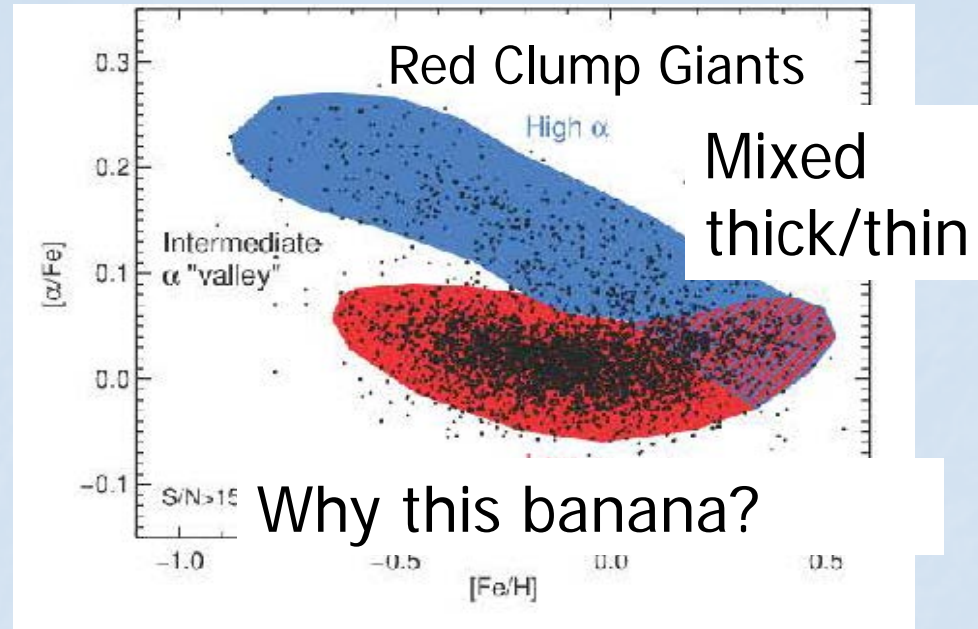 Red Clump Giants
High α
Mixed
thick/thin
Intermediate
α "valley"
[α/Fe]
0.3
0.2
0.1
0.0
−0.1
S/N>15
Why this banana?
−1.0
−0.5
0.0
0.5
[Fe/H]